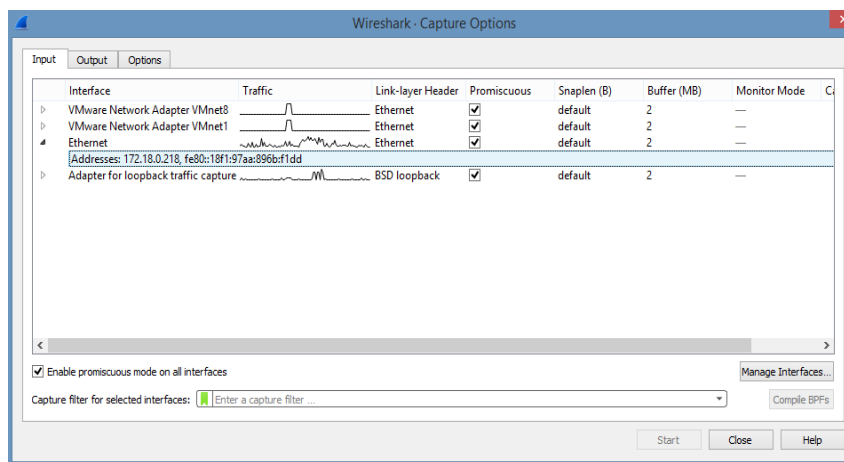 Wireshark · Capture Options
Input Output Options
Interface Traffic Link-layer Header Promiscuous Snaplen (B) Buffer (MB) Monitor Mode
VMware Network Adapter VMnet8 Ethernet default 2 —
VMware Network Adapter VMnet1 Ethernet default 2 —
Ethernet Ethernet default 2 —
Addresses: 172.18.0.218, fe80::18f1:97aa:896b:f1dd
Adapter for loopback traffic capture BSD loopback default 2 —
Enable promiscuous mode on all interfaces Manage Interfaces...
Capture filter for selected interfaces: Enter a capture filter ... Compile BPFs
Start Close Help